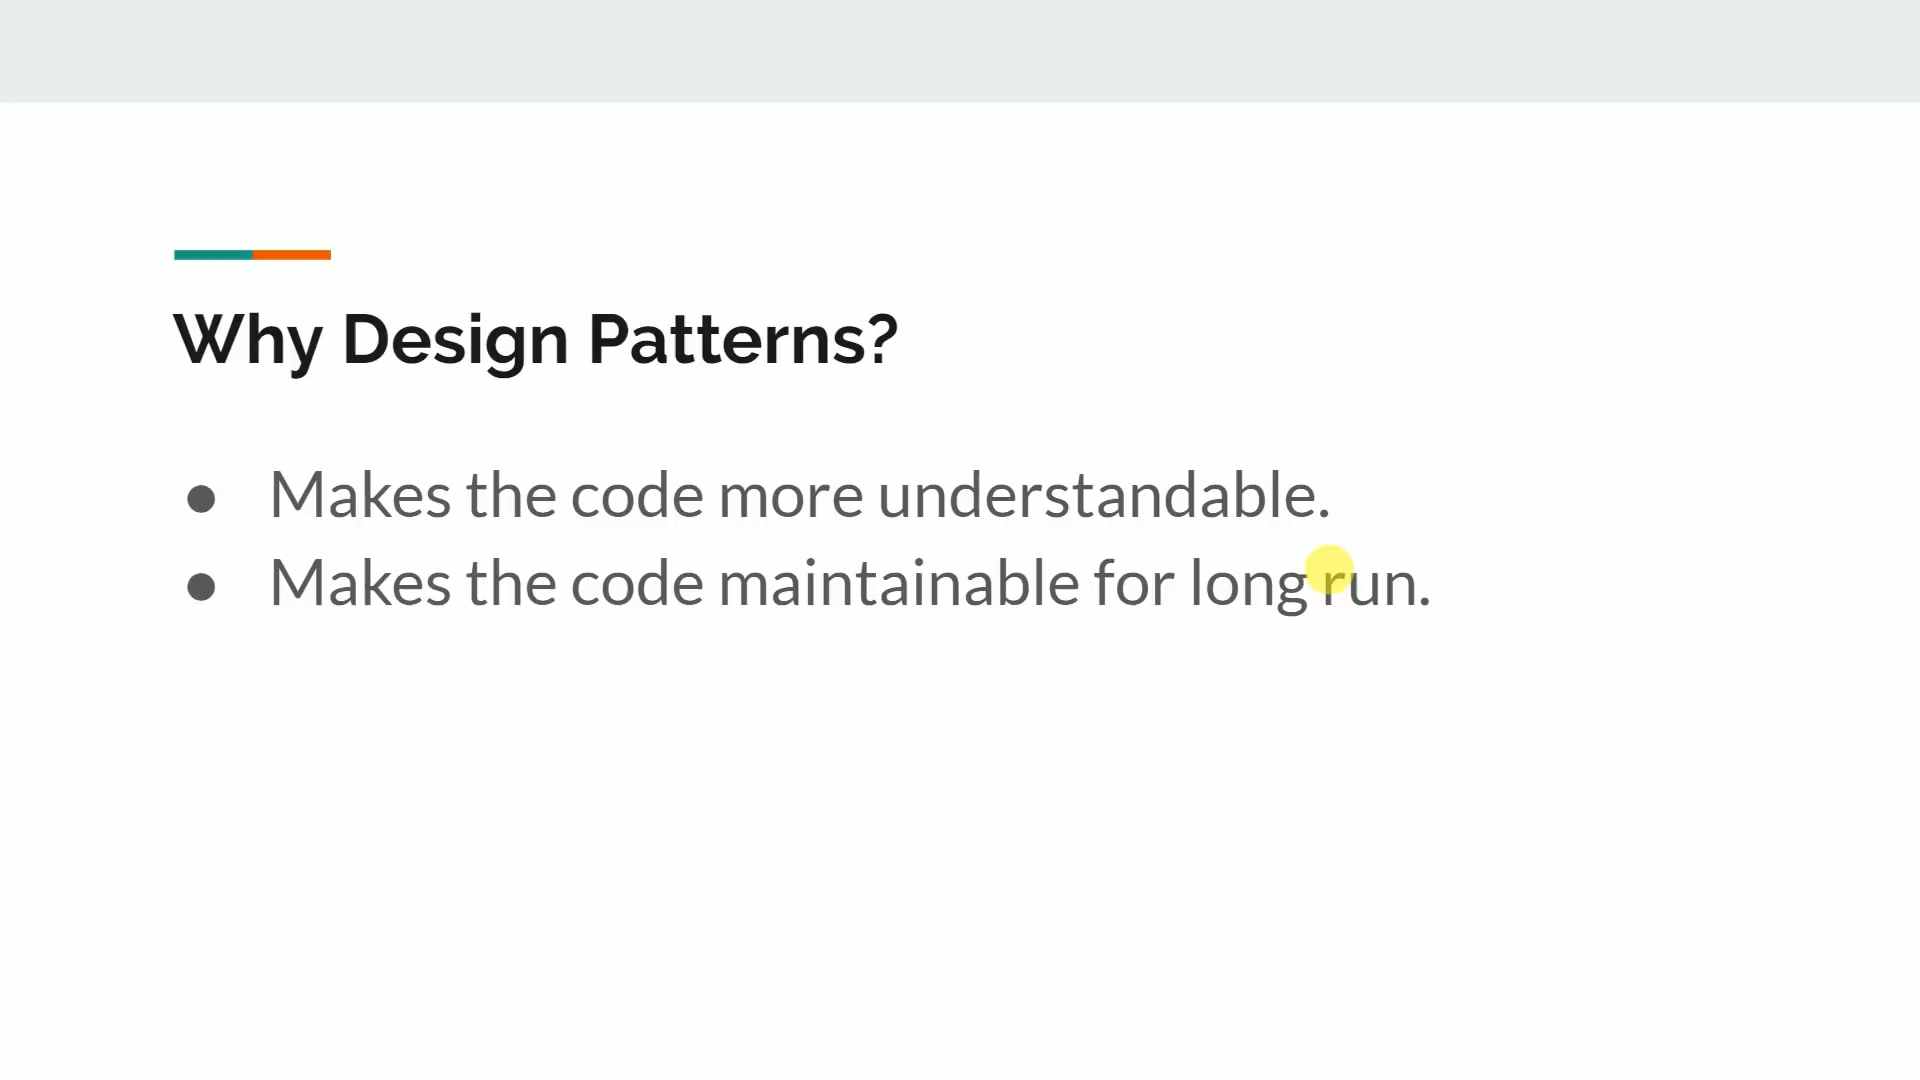 Why Design Patterns?
● Makes the code more understandable.
● Makes the code maintainable for long run.